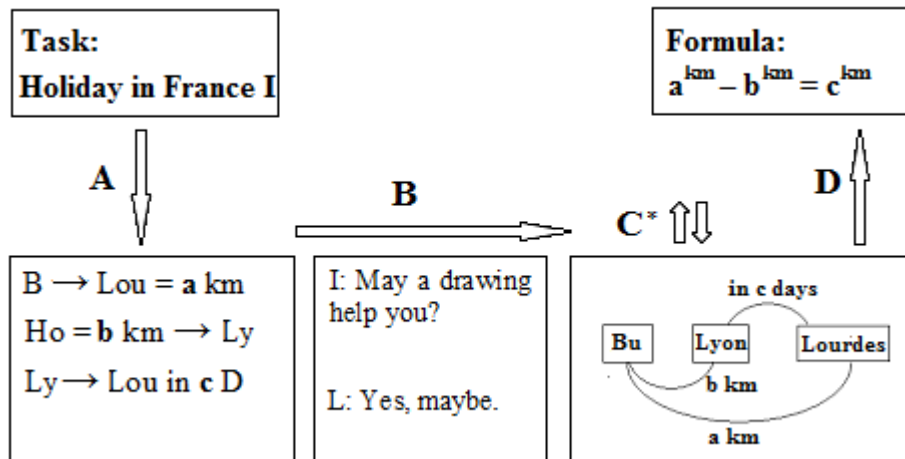 Task:
Holiday in France I
Formula:
a^km – b^km = c^km
A
B
C*
D
B → Lou = a km
Ho = b km → Ly
Ly → Lou in c D
I: May a drawing
help you?
L: Yes, maybe.
in c days
Bu
Lyon
Lourdes
b km
a km